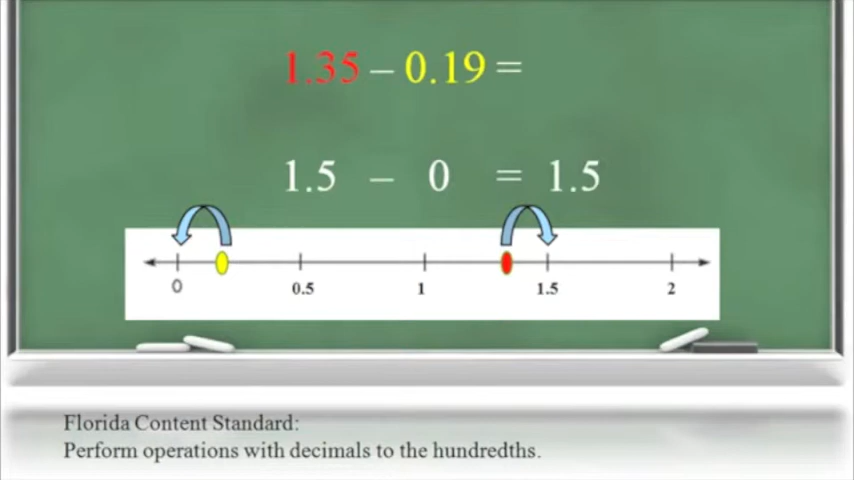 1.35 – 0.19 =
1.5 – 0 = 1.5
0 0.5 1 1.5 2
Florida Content Standard:
Perform operations with decimals to the hundredths.